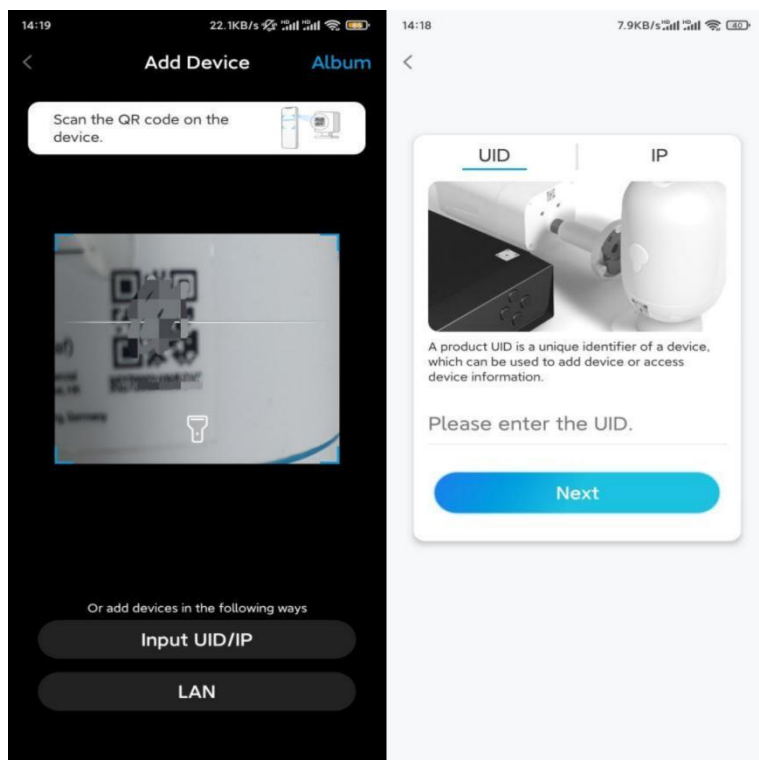 14:19
22.1KB/s
Add Device
Album
Scan the QR code on the
device.
Or add devices in the following ways
Input UID/IP
LAN
14:18
7.9KB/s
40
UID
IP
A product UID is a unique identifier of a device,
which can be used to add device or access
device information.
Please enter the UID.
Next